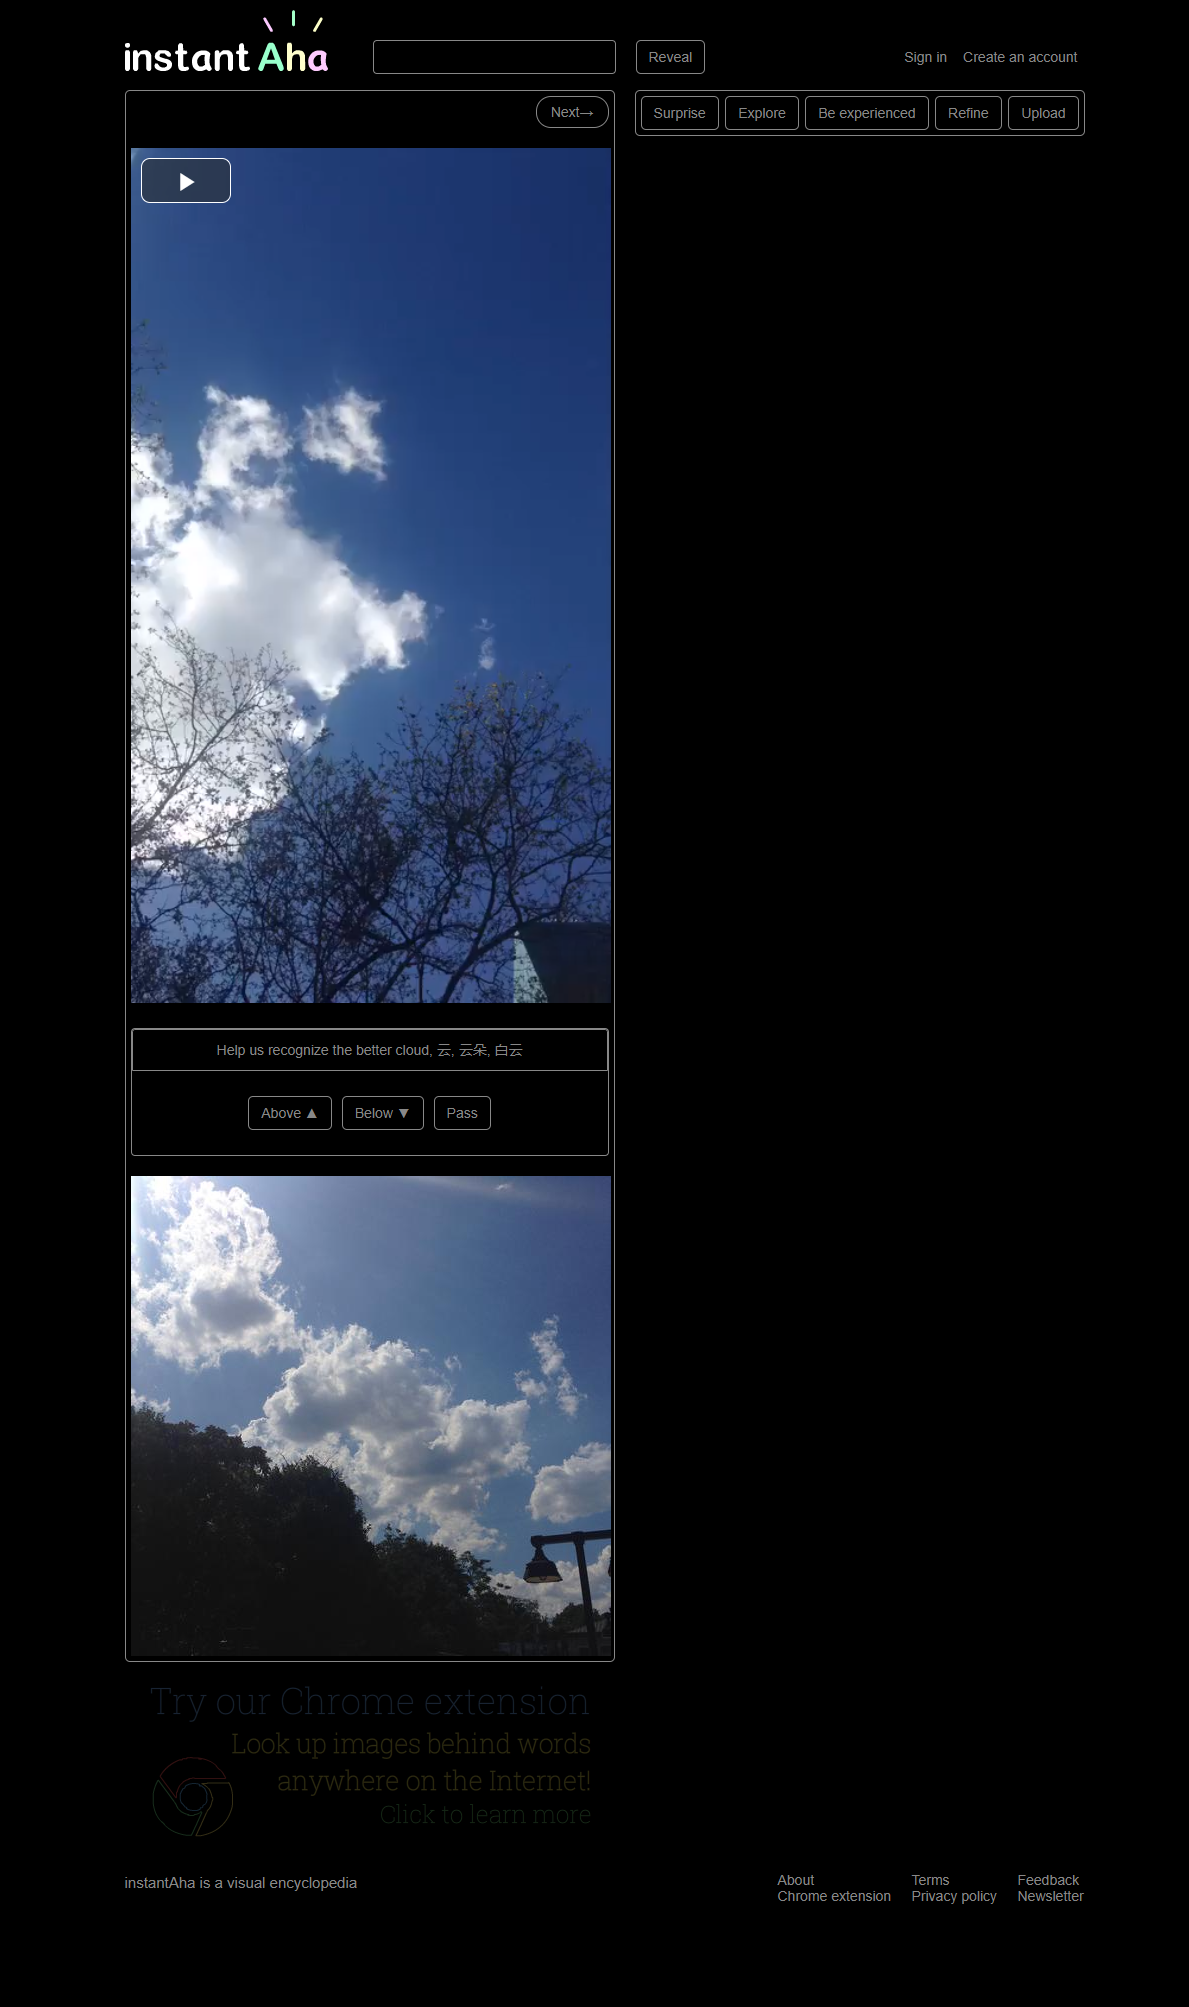 instant Aha
Reveal
Sign in
Create an account
Next→
Surprise
Explore
Be experienced
Refine
Upload
Help us recognize the better cloud, 云, 云朵, 白云
Above ▲
Below ▼
Pass
Try our Chrome extension
Look up images behind words
anywhere on the Internet!
Click to learn more
instantAha is a visual encyclopedia
About
Terms
Feedback
Chrome extension
Privacy policy
Newsletter